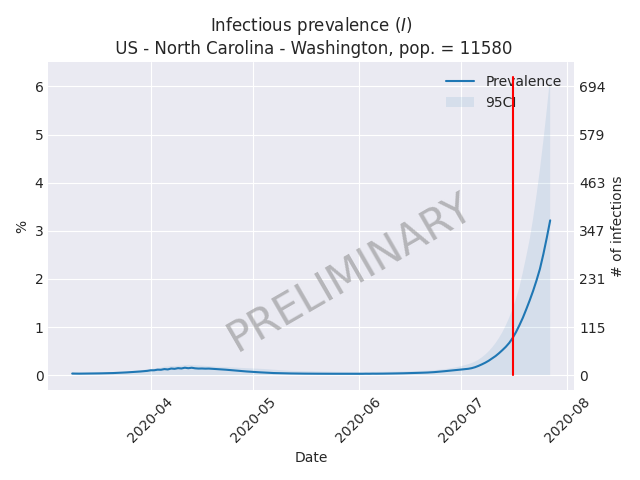 Infectious prevalence (I)
US - North Carolina - Washington, pop. = 11580
Prevalence
95CI
6
5
4
3
2
1
0
%
694
579
463
347
231
115
0
# of infections
PRELIMINARY
2020-04
2020-05
2020-06
2020-07
2020-08
Date